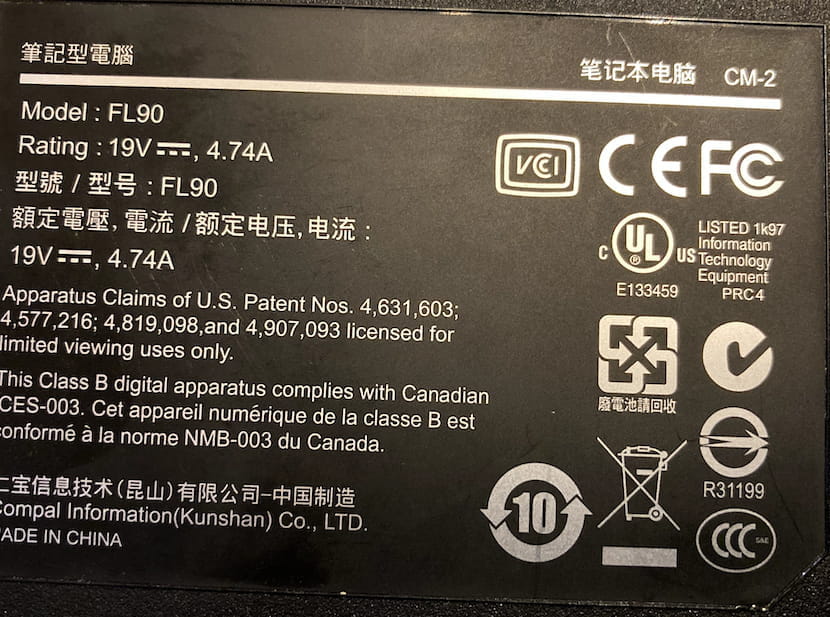 筆記型電腦
笔记本电脑 CM-2
Model : FL90
Rating : 19V⎓, 4.74A
型號 / 型号 : FL90
額定電壓, 電流 / 额定电压, 电流 :
19V⎓, 4.74A
Apparatus Claims of U.S. Patent Nos. 4,631,603;
4,577,216; 4,819,098,and 4,907,093 licensed for
limited viewing uses only.
This Class B digital apparatus complies with Canadian
ICES-003. Cet appareil numérique de la classe B est
conformé à la norme NMB-003 du Canada.
仁宝信息技术(昆山)有限公司-中国制造
Compal Information(Kunshan) Co., LTD.
MADE IN CHINA
VCI
CE FC
C UL ® US
LISTED 1k97
Information
Technology
Equipment
PRC4
E133459
廢電池請回收
R31199
10
CCC S&E